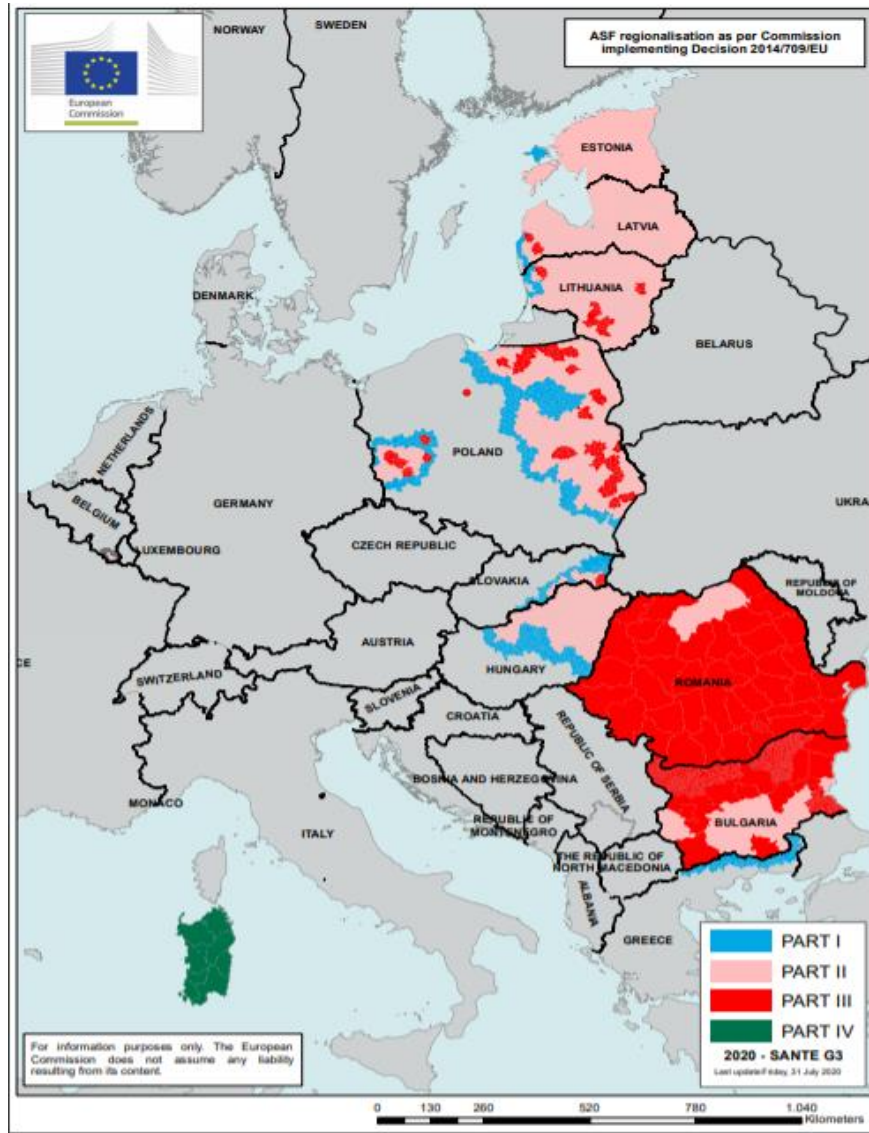 NORWAY
SWEDEN
ASF regionalisation as per Commission
implementing Decision 2014/709/EU
European
Commission
ESTONIA
LATVIA
LITHUANIA
DENMARK
BELARUS
NETHERLANDS
POLAND
BELGIUM
GERMANY
UKRA
LUXEMBOURG
CZECH REPUBLIC
SLOVAKIA
REPUBLIC OF
MOLDOVA
AUSTRIA
CE
HUNGARY
SWITZERLAND
ROMANIA
SLOVENIA
CROATIA
REPUBLIC OF SERBIA
BOSNIA AND HERZEGOVINA
MONACO
ITALY
REPUBLIC OF
MONTENEGRO
BULGARIA
THE REPUBLIC OF
NORTH MACEDONIA
ALBANIA
GREECE
PART I
PART II
PART III
PART IV
2020 - SANTE G3
Last update:Friday, 31 July 2020
For information purposes only. The European
Commission does not assume any liability
resulting from its content.
0 130 260 520 780 1.040
Kilometers